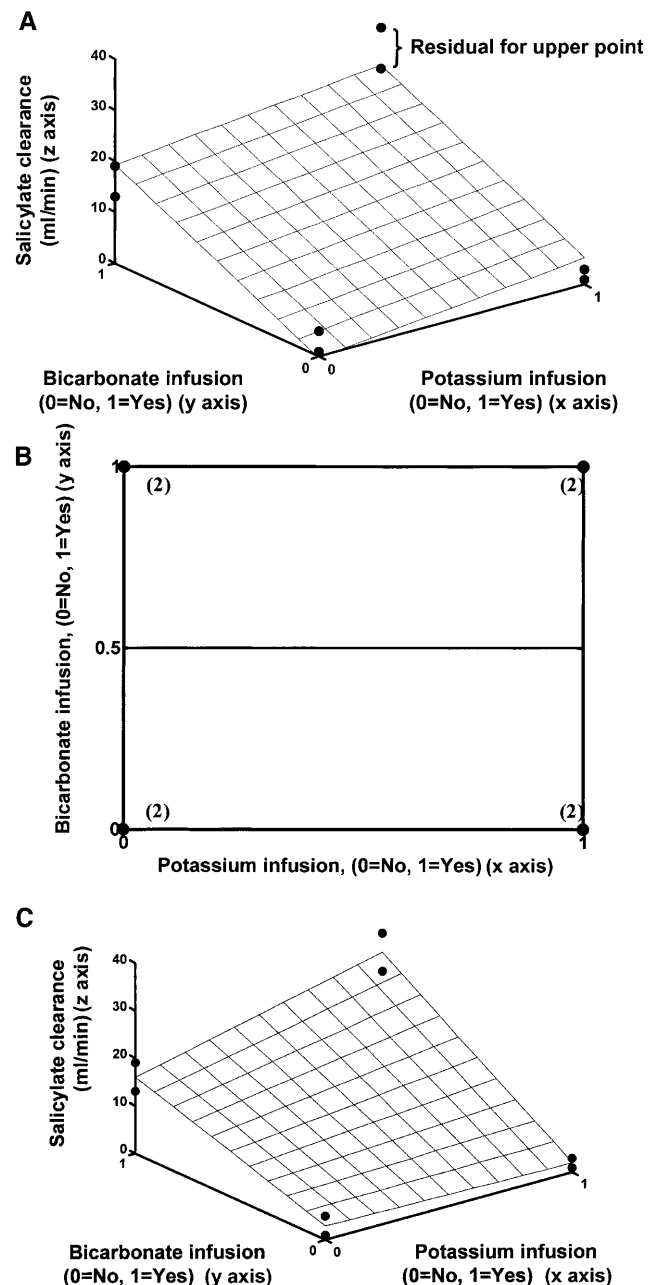 A
Residual for upper point
40
30
20
10
0
1
Salicylate clearance
(ml/min) (z axis)
1
0 0
Bicarbonate infusion
(0=No, 1=Yes) (y axis)
Potassium infusion
(0=No, 1=Yes) (x axis)
B
1
(2)
(2)
0.5
Bicarbonate infusion, (0=No, 1=Yes) (y axis)
(2)
(2)
0
0
1
Potassium infusion, (0=No, 1=Yes) (x axis)
C
40
30
20
10
0
1
Salicylate clearance
(ml/min) (z axis)
1
0 0
Bicarbonate infusion
(0=No, 1=Yes) (y axis)
Potassium infusion
(0=No, 1=Yes) (x axis)